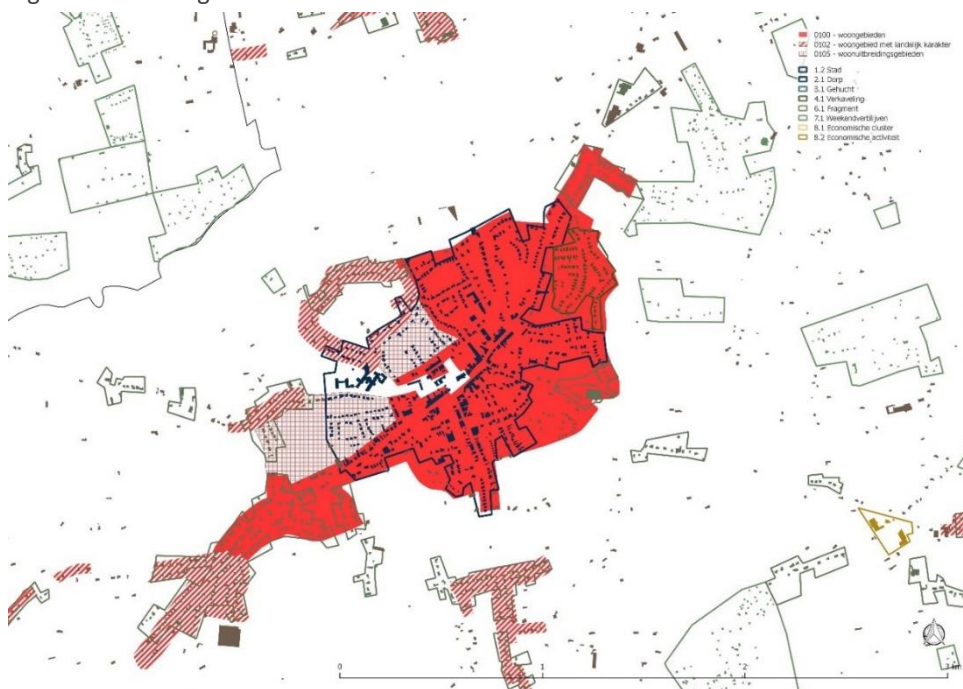 0100 - woongebieden
0102 - woongebied met landelijk karakter
0105 - woonuitbreidingsgebieden
1.2 Stad
2.1 Dorp
3.1 Gehucht
4.1 Verkaveling
6.1 Fragment
7.1 Weekendverblijven
8.1 Economische cluster
8.2 Economische activiteit
0 1 2 km